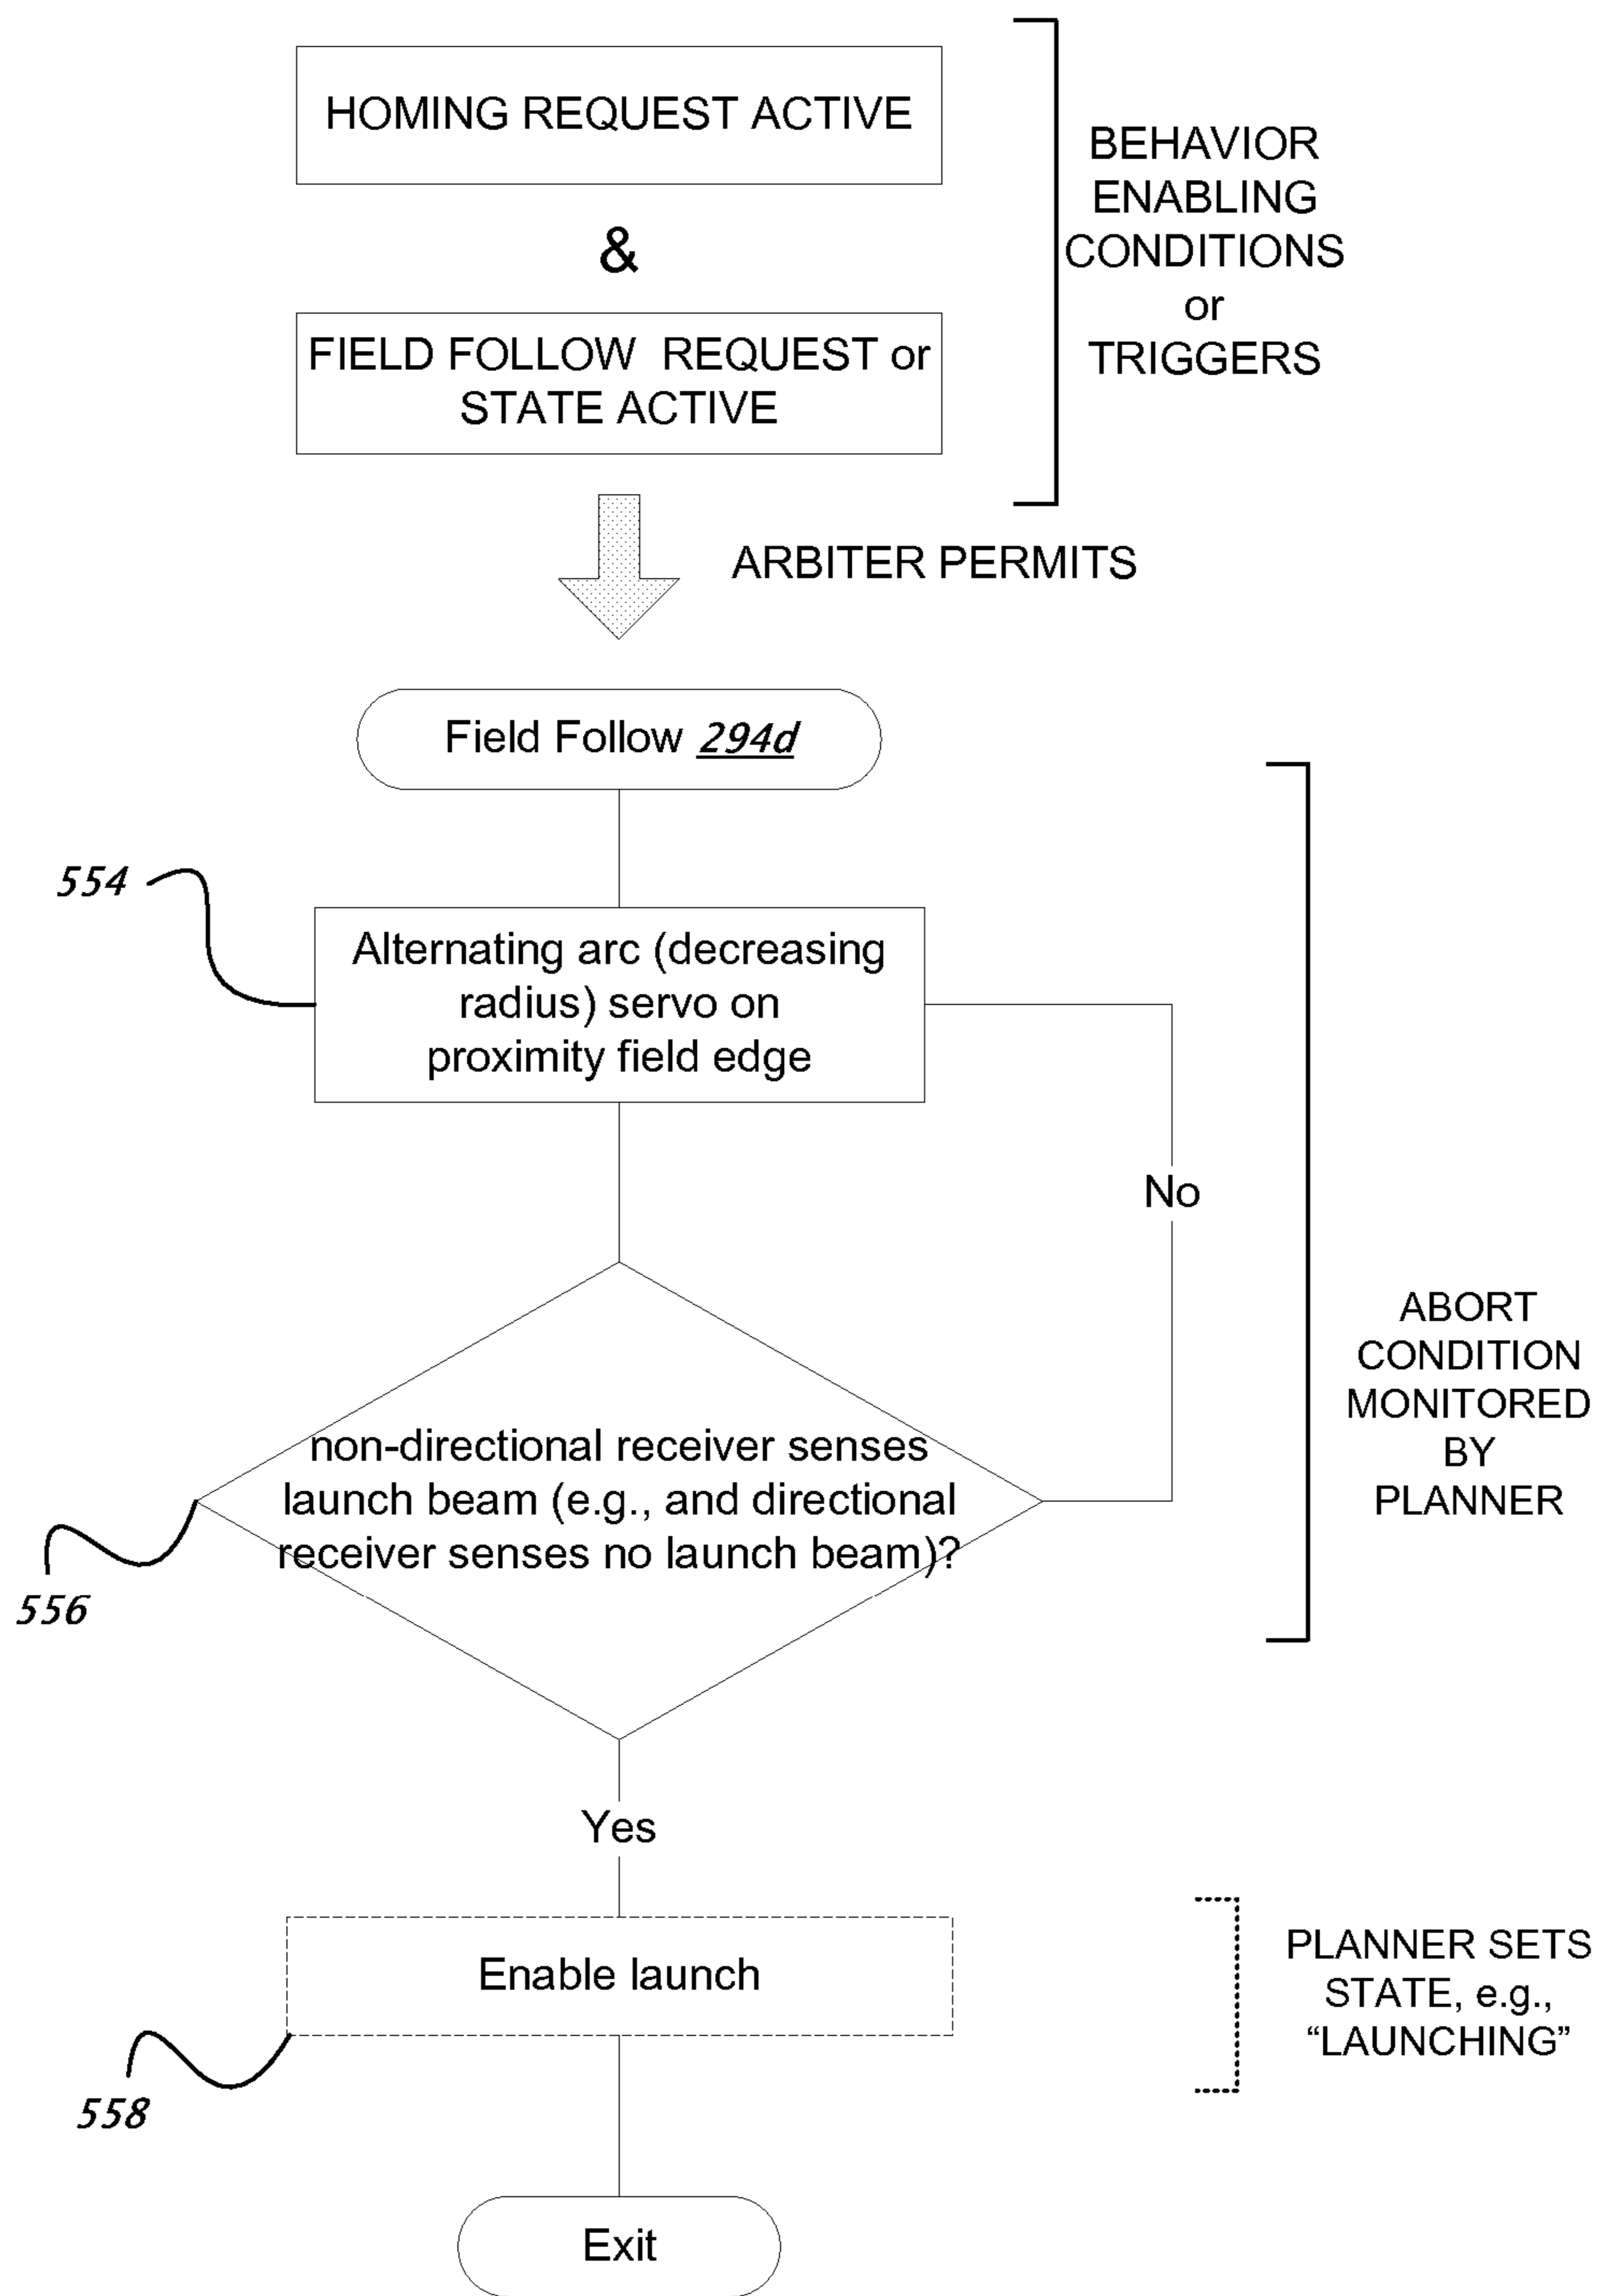 HOMING REQUEST ACTIVE
&
FIELD FOLLOW REQUEST or
STATE ACTIVE
BEHAVIOR
ENABLING
CONDITIONS
or
TRIGGERS
ARBITER PERMITS
Field Follow 294d
554
Alternating arc (decreasing
radius) servo on
proximity field edge
No
non-directional receiver senses
launch beam (e.g., and directional
receiver senses no launch beam)?
556
ABORT
CONDITION
MONITORED
BY
PLANNER
Yes
Enable launch
558
PLANNER SETS
STATE, e.g.,
“LAUNCHING”
Exit